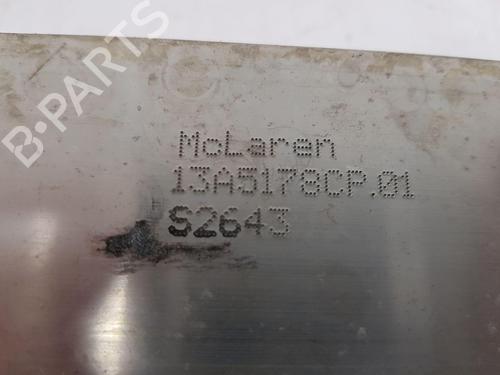 B-PARTS
McLaren
13A5178CP.01
S2643